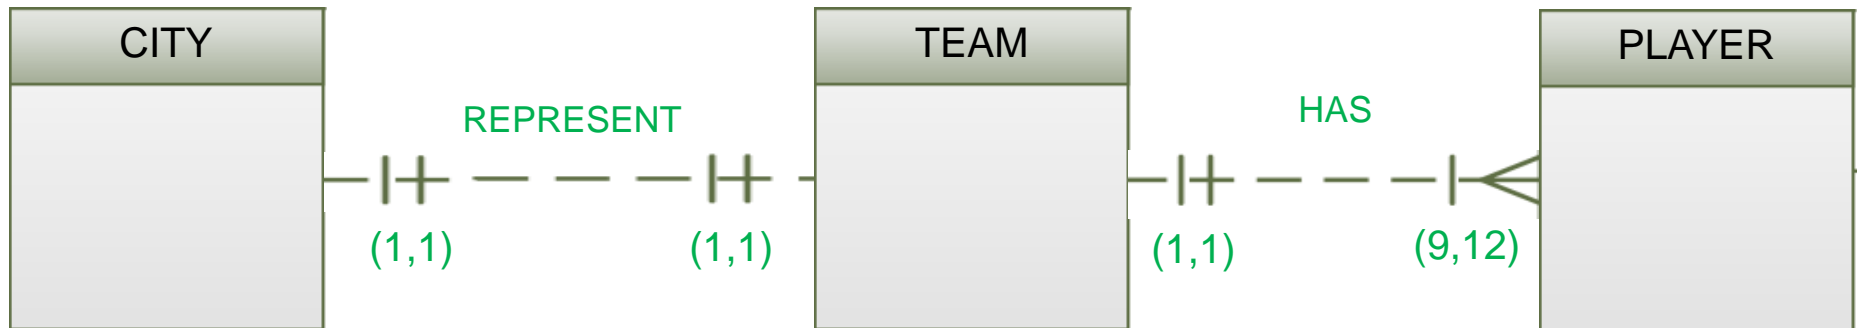 CITY
TEAM
PLAYER
REPRESENT
HAS
(1,1)
(1,1)
(1,1)
(9,12)